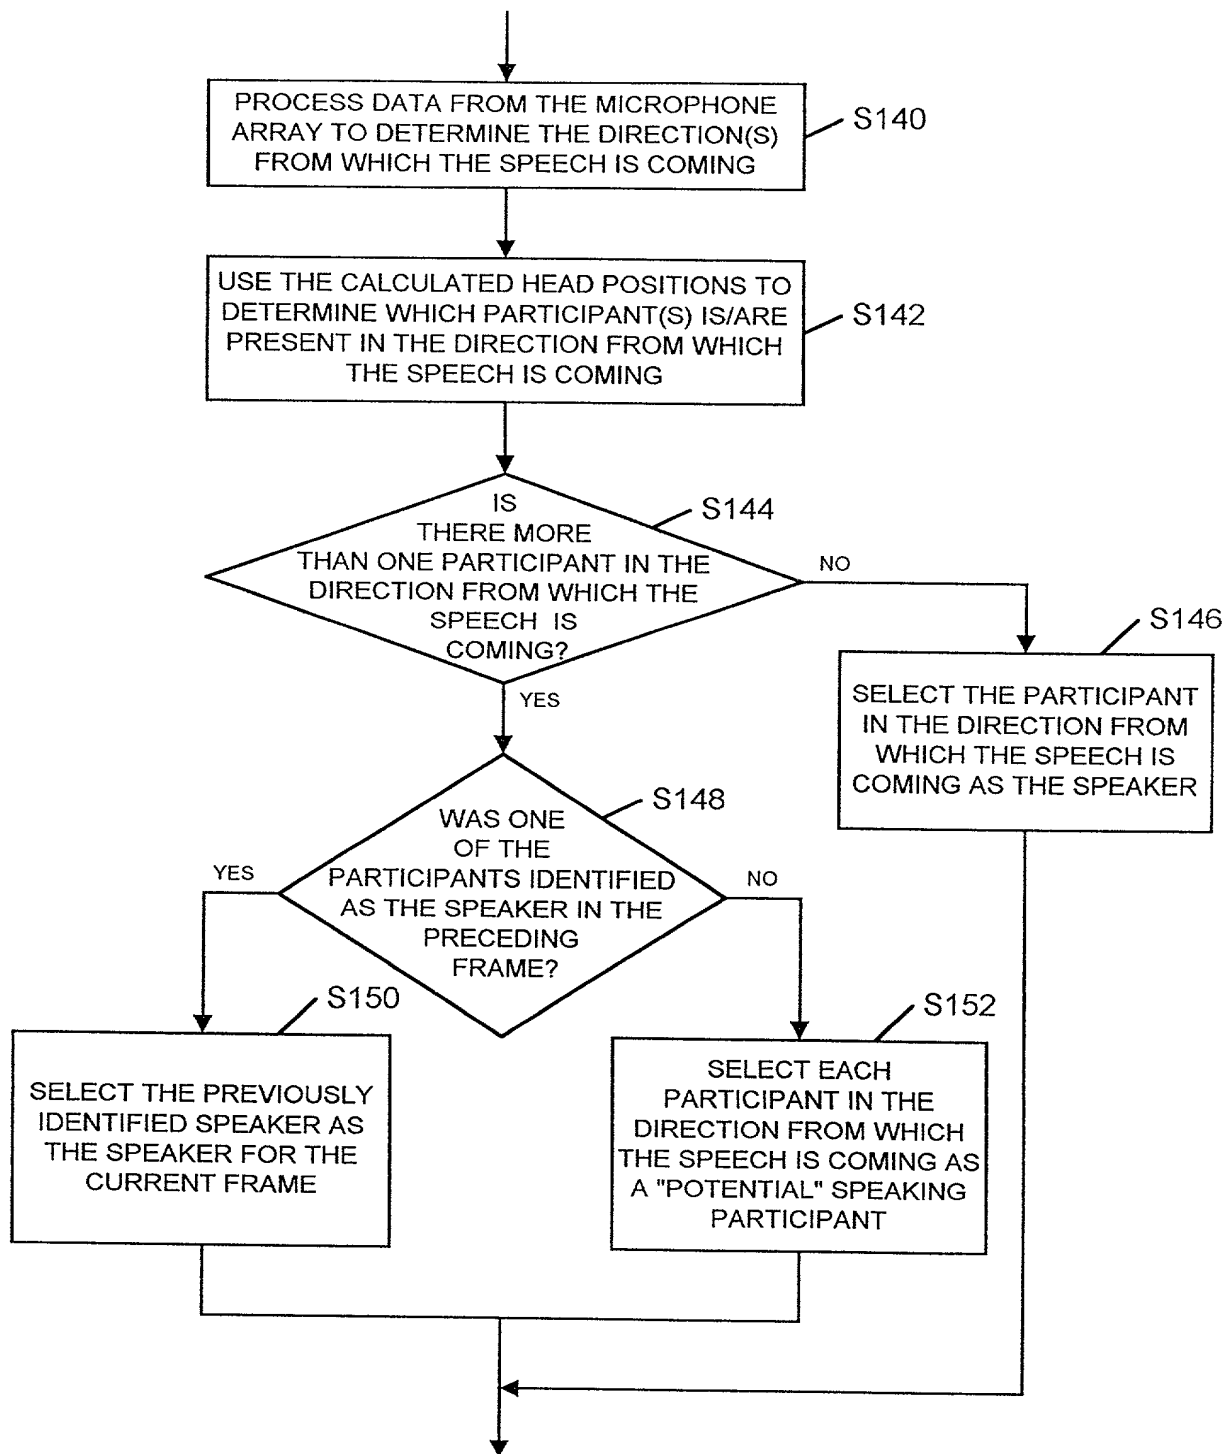 PROCESS DATA FROM THE MICROPHONE
ARRAY TO DETERMINE THE DIRECTION(S)
FROM WHICH THE SPEECH IS COMING
S140
USE THE CALCULATED HEAD POSITIONS TO
DETERMINE WHICH PARTICIPANT(S) IS/ARE
PRESENT IN THE DIRECTION FROM WHICH
THE SPEECH IS COMING
S142
IS
THERE MORE
THAN ONE PARTICIPANT IN THE
DIRECTION FROM WHICH THE
SPEECH IS
COMING?
S144
NO
YES
S146
SELECT THE PARTICIPANT
IN THE DIRECTION FROM
WHICH THE SPEECH IS
COMING AS THE SPEAKER
WAS ONE
OF THE
PARTICIPANTS IDENTIFIED
AS THE SPEAKER IN THE
PRECEDING
FRAME?
S148
YES
NO
S150
SELECT THE PREVIOUSLY
IDENTIFIED SPEAKER AS
THE SPEAKER FOR THE
CURRENT FRAME
S152
SELECT EACH
PARTICIPANT IN THE
DIRECTION FROM WHICH
THE SPEECH IS COMING AS
A "POTENTIAL" SPEAKING
PARTICIPANT